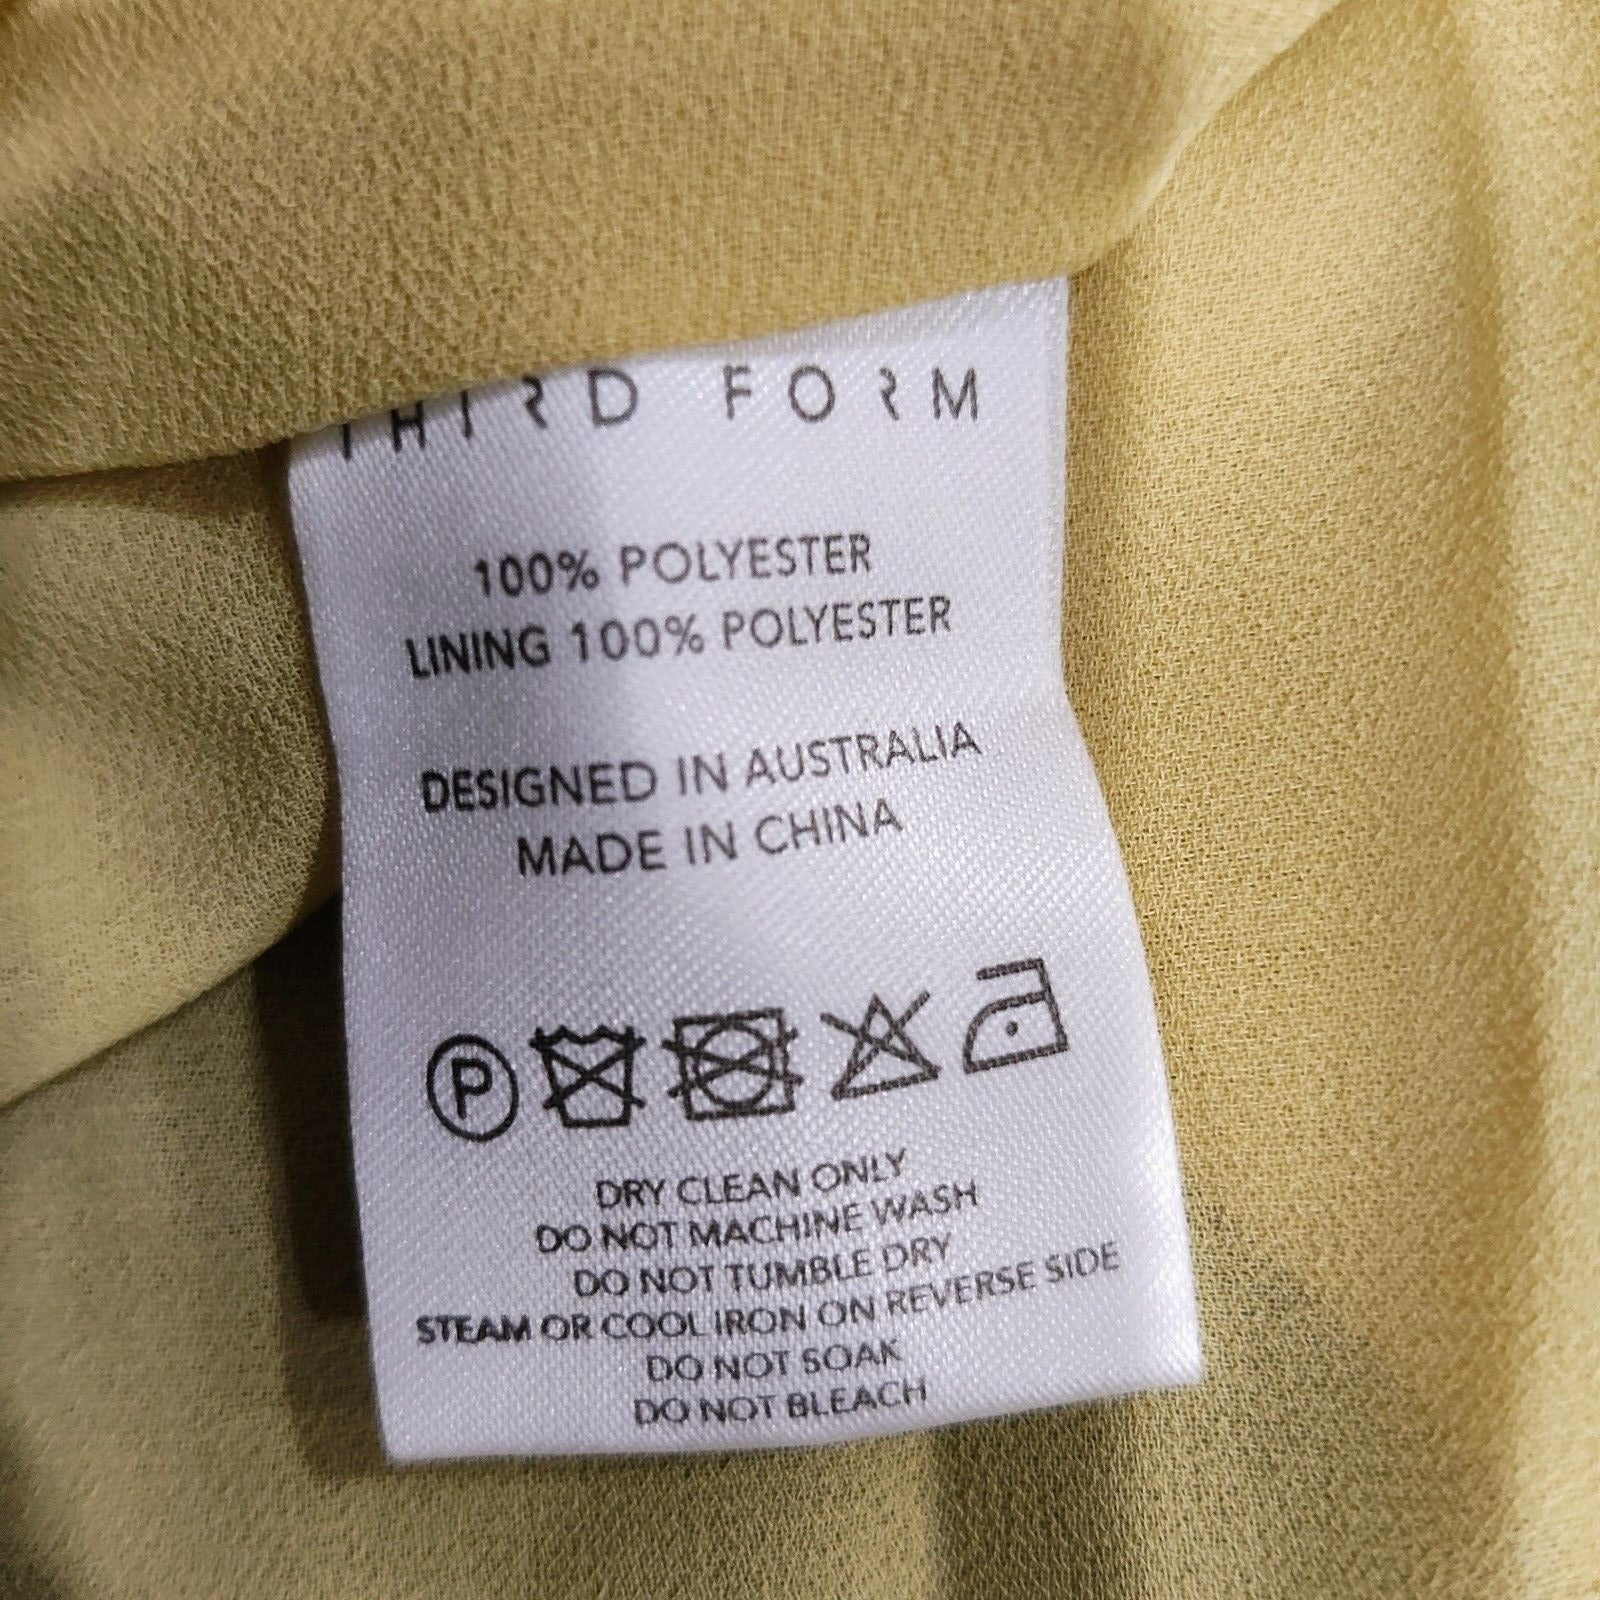 THIRD FORM
100% POLYESTER
LINING 100% POLYESTER
DESIGNED IN AUSTRALIA
MADE IN CHINA
P
DRY CLEAN ONLY
DO NOT MACHINE WASH
DO NOT TUMBLE DRY
STEAM OR COOL IRON ON REVERSE SIDE
DO NOT SOAK
DO NOT BLEACH